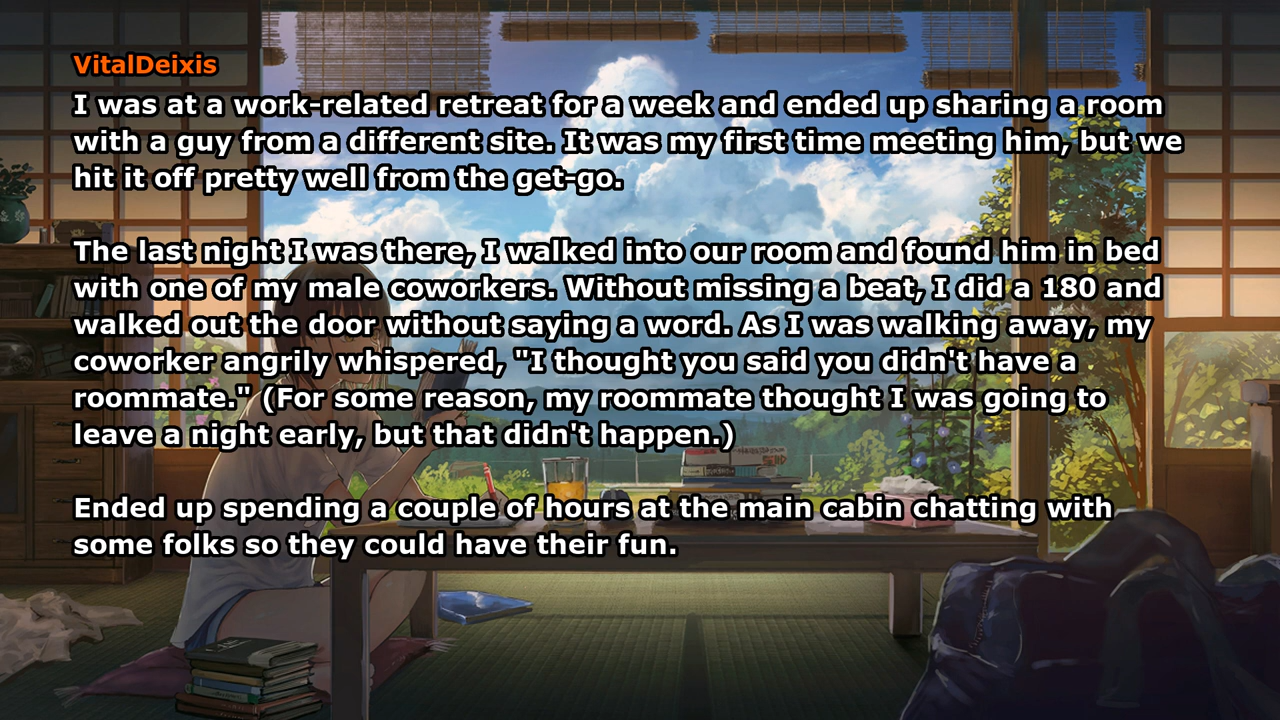 VitalDeixis
I was at a work-related retreat for a week and ended up sharing a room
with a guy from a different site. It was my first time meeting him, but we
hit it off pretty well from the get-go.
The last night I was there, I walked into our room and found him in bed
with one of my male coworkers. Without missing a beat, I did a 180 and
walked out the door without saying a word. As I was walking away, my
coworker angrily whispered, "I thought you said you didn't have a
roommate." (For some reason, my roommate thought I was going to
leave a night early, but that didn't happen.)
Ended up spending a couple of hours at the main cabin chatting with
some folks so they could have their fun.